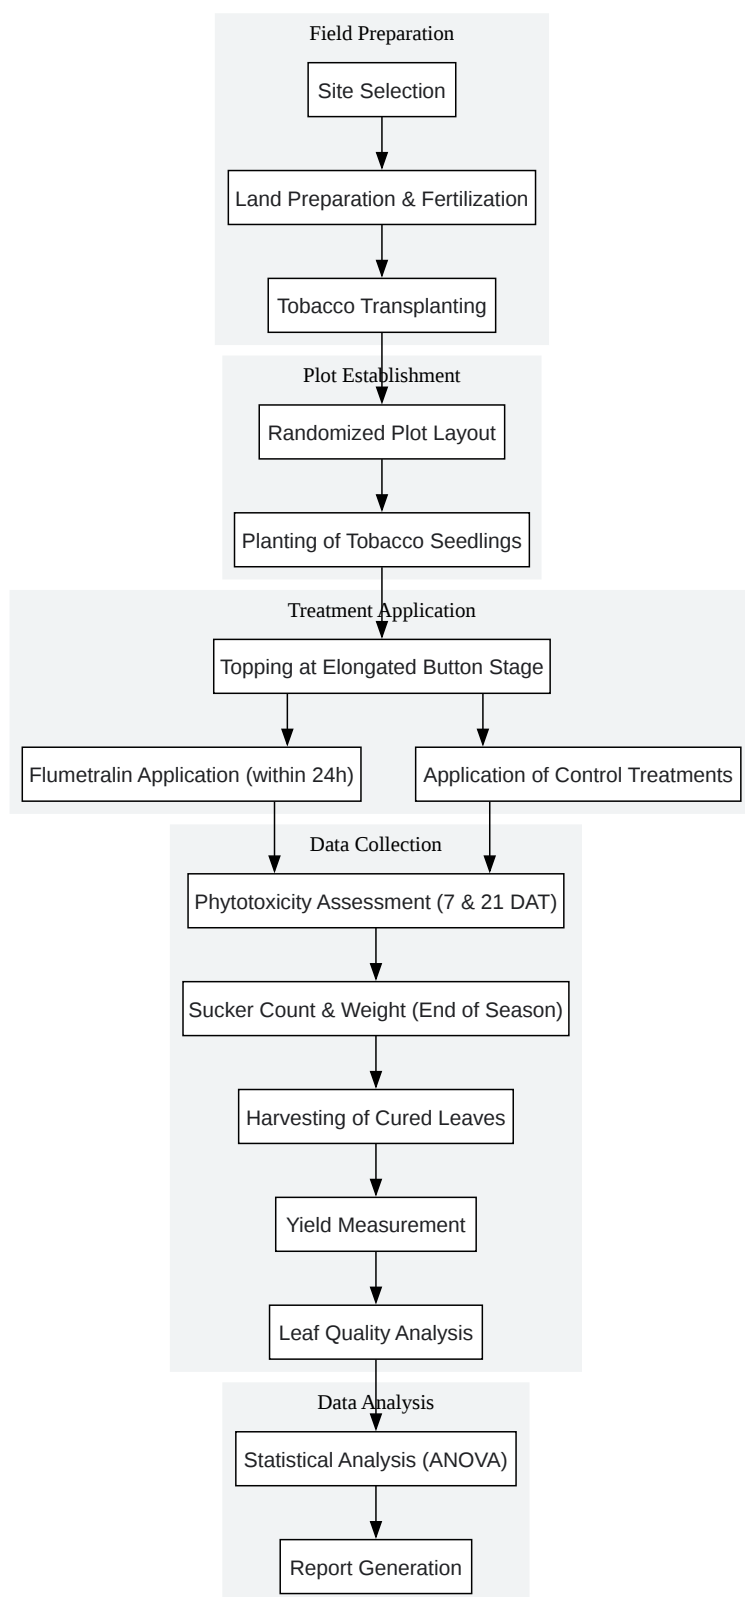 Field Preparation
Site Selection
Land Preparation & Fertilization
Tobacco Transplanting
Plot Establishment
Randomized Plot Layout
Planting of Tobacco Seedlings
Treatment Application
Topping at Elongated Button Stage
Flumetralin Application (within 24h)
Application of Control Treatments
Data Collection
Phytotoxicity Assessment (7 & 21 DAT)
Sucker Count & Weight (End of Season)
Harvesting of Cured Leaves
Yield Measurement
Leaf Quality Analysis
Data Analysis
Statistical Analysis (ANOVA)
Report Generation